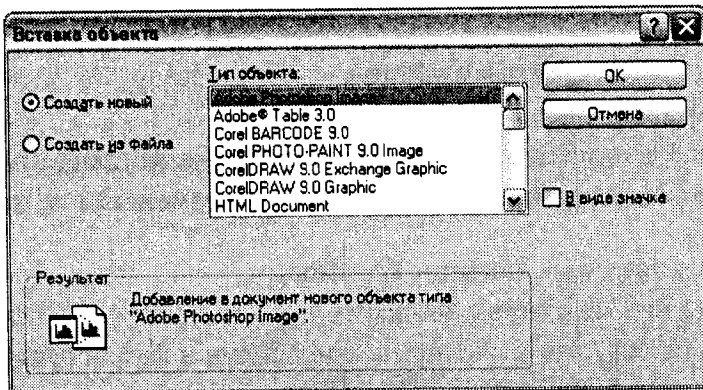 Вставка объекта
Тип объекта:
Создать новый
Создать из файла
Adobe Photoshop Image
Adobe® Table 3.0
Corel BARCODE 9.0
Corel PHOTO-PAINT 9.0 Image
CorelDRAW 9.0 Exchange Graphic
CorelDRAW 9.0 Graphic
HTML Document
OK
Отмена
В виде значка
Результат
Добавление в документ нового объекта типа
"Adobe Photoshop Image".